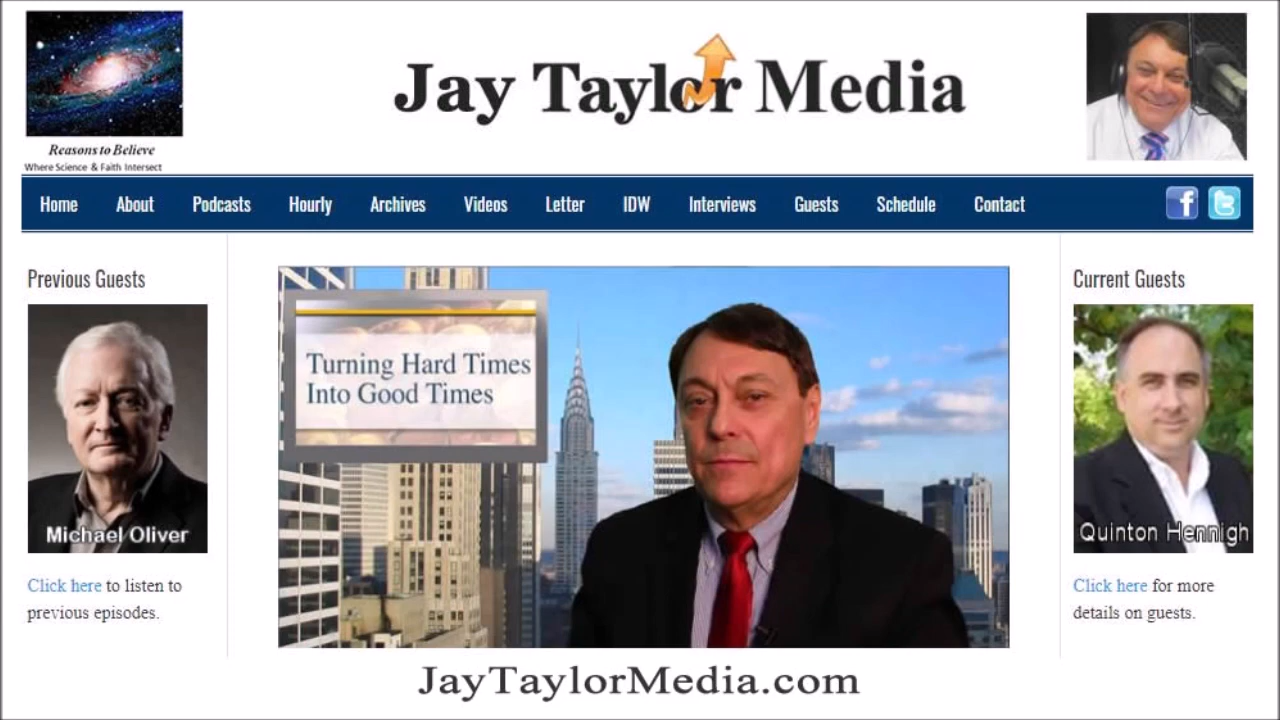 Jay Taylor Media
Reasons to Believe
Where Science & Faith Intersect
Home About Podcasts Hourly Archives Videos Letter IDW Interviews Guests Schedule Contact
Previous Guests
Michael Oliver
Click here to listen to
previous episodes.
Turning Hard Times
Into Good Times
Current Guests
Quinton Hennigh
Click here for more
details on guests.
JayTaylorMedia.com